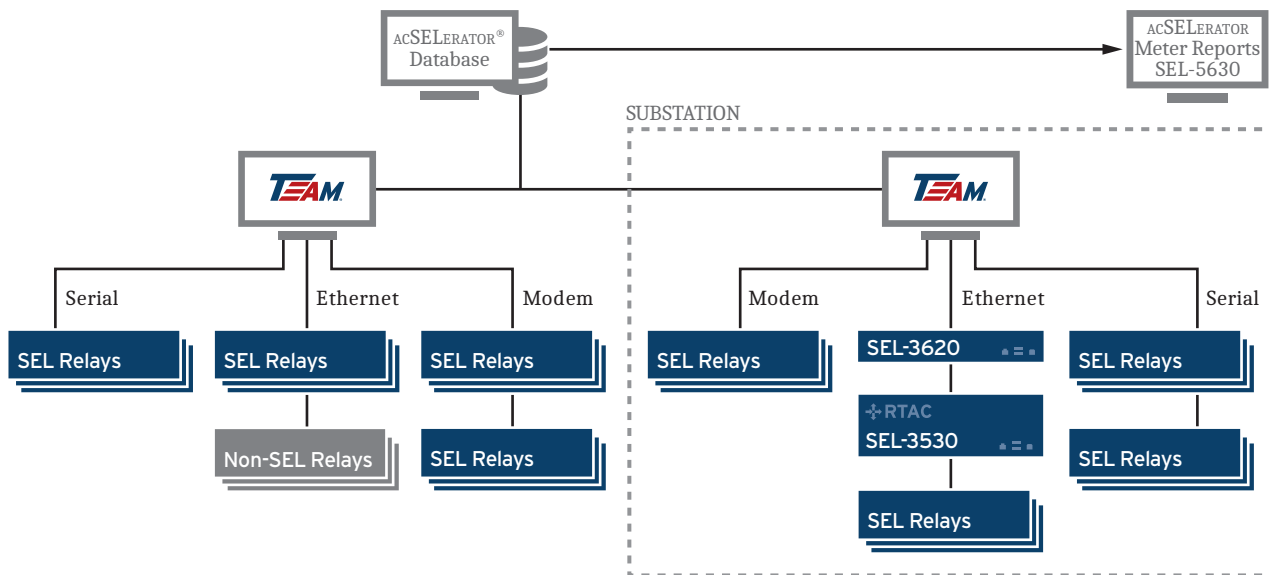 ACSELERATOR®
Database
ACSELERATOR
Meter Reports
SEL-5630
SUBSTATION
TEAM
TEAM
Serial
Ethernet
Modem
Modem
Ethernet
Serial
SEL Relays
SEL Relays
SEL Relays
SEL Relays
SEL-3620
SEL Relays
RTAC
SEL-3530
Non-SEL Relays
SEL Relays
SEL Relays
SEL Relays